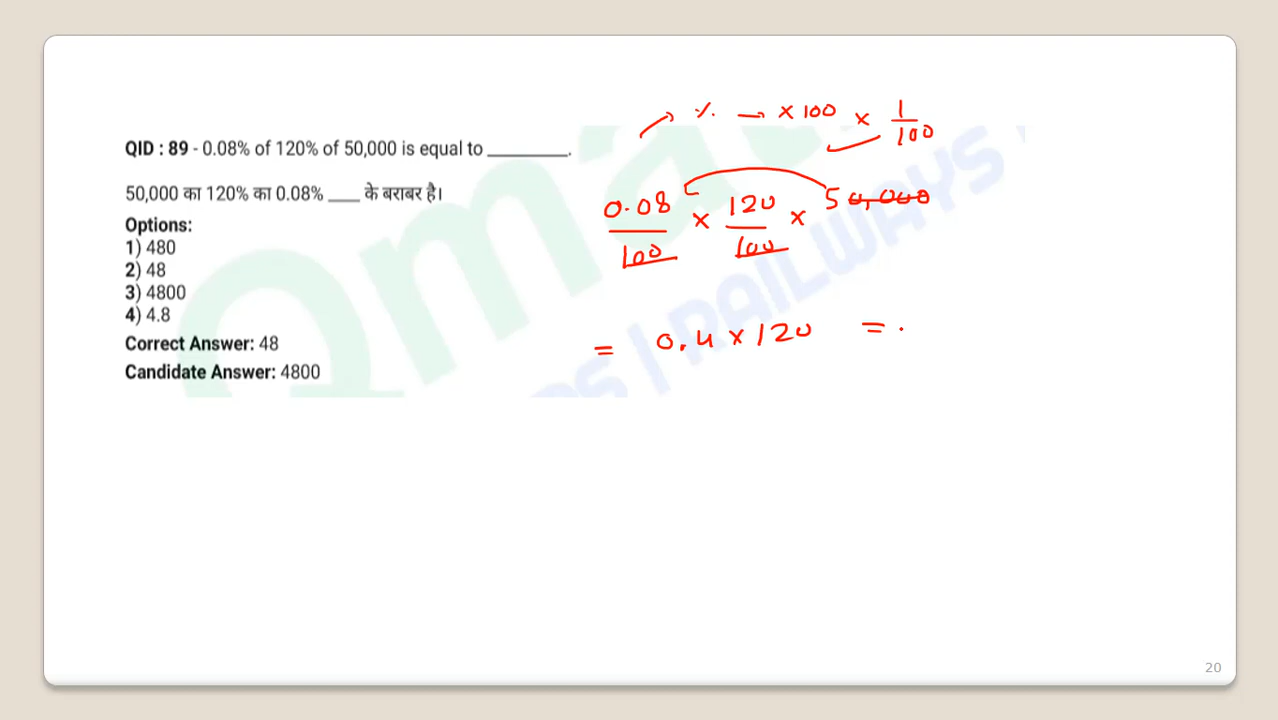 QID : 89 - 0.08% of 120% of 50,000 is equal to ________.
50,000 का 120% का 0.08% ____ के बराबर है।
Options:
1) 480
2) 48
3) 4800
4) 4.8
Correct Answer: 48
Candidate Answer: 4800
% → × 100 × 1/100
0.08/100 × 120/100 × 50,000
= 0.4 × 120 = .
RAILWAYS
20